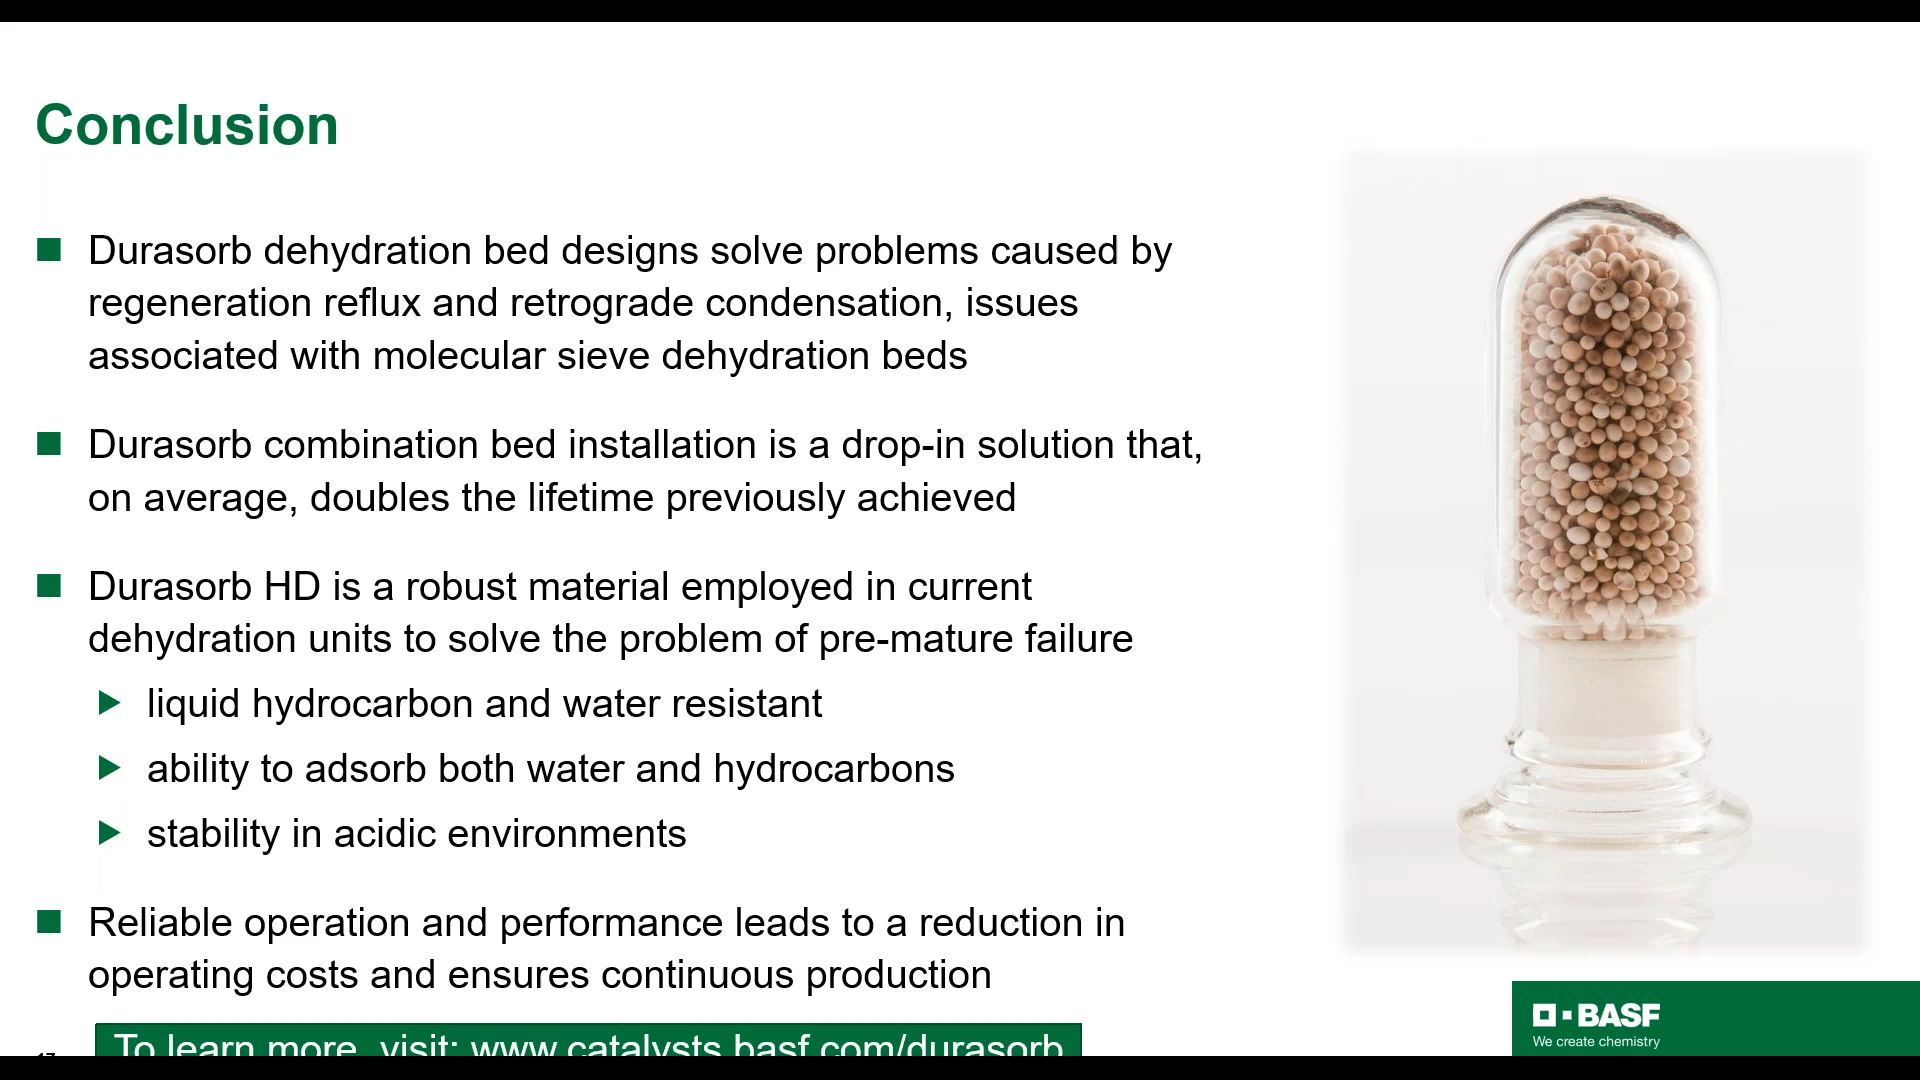 Conclusion
Durasorb dehydration bed designs solve problems caused by
regeneration reflux and retrograde condensation, issues
associated with molecular sieve dehydration beds
Durasorb combination bed installation is a drop-in solution that,
on average, doubles the lifetime previously achieved
Durasorb HD is a robust material employed in current
dehydration units to solve the problem of pre-mature failure
liquid hydrocarbon and water resistant
ability to adsorb both water and hydrocarbons
stability in acidic environments
Reliable operation and performance leads to a reduction in
operating costs and ensures continuous production
To learn more, visit: www.catalysts.basf.com/durasorb
BASF
We create chemistry